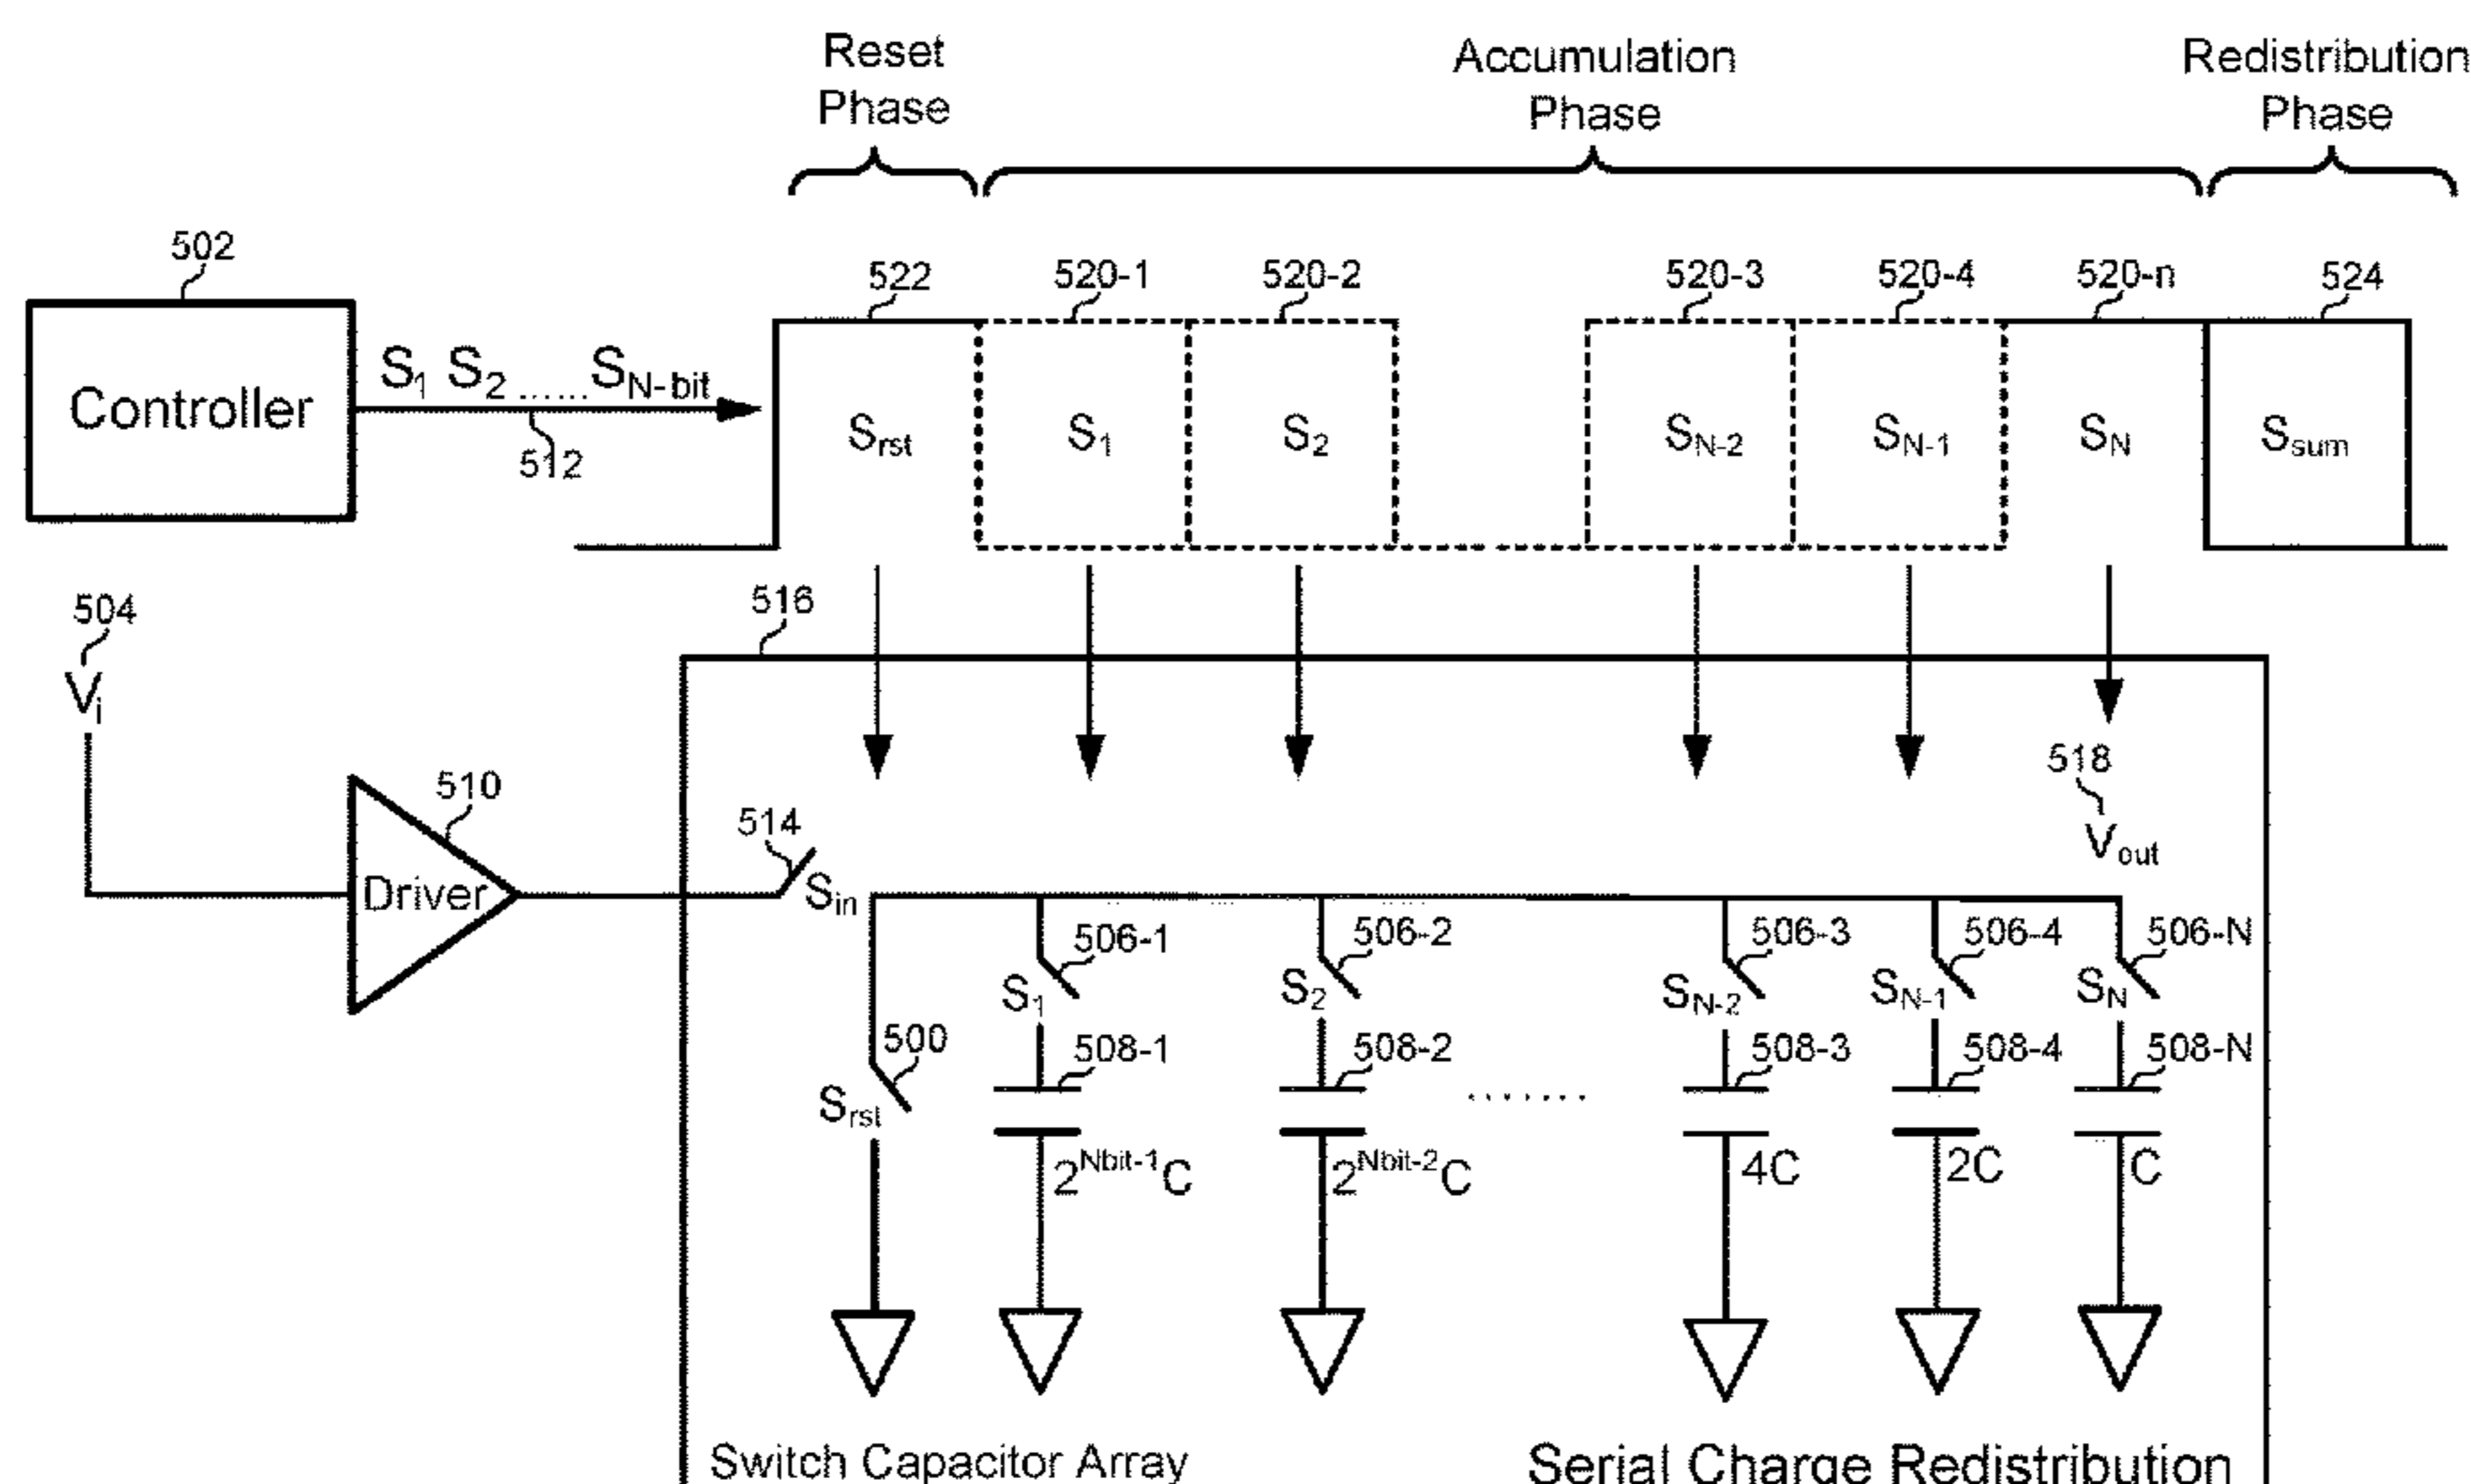 Reset
Phase
Accumulation
Phase
Redistribution
Phase
502
522
520-1
520-2
520-3
520-4
520-n
524
Controller
S1 S2 ...... SN-bit
512
Srst
S1
S2
SN-2
SN-1
SN
Ssum
504
Vi
516
510
Driver
514
Sin
518
Vout
506-1
506-2
506-3
506-4
506-N
S1
S2
SN-2
SN-1
SN
500
Srst
508-1
508-2
508-3
508-4
508-N
........
2^Nbit-1C
2^Nbit-2C
4C
2C
C
Switch Capacitor Array
Serial Charge Redistribution